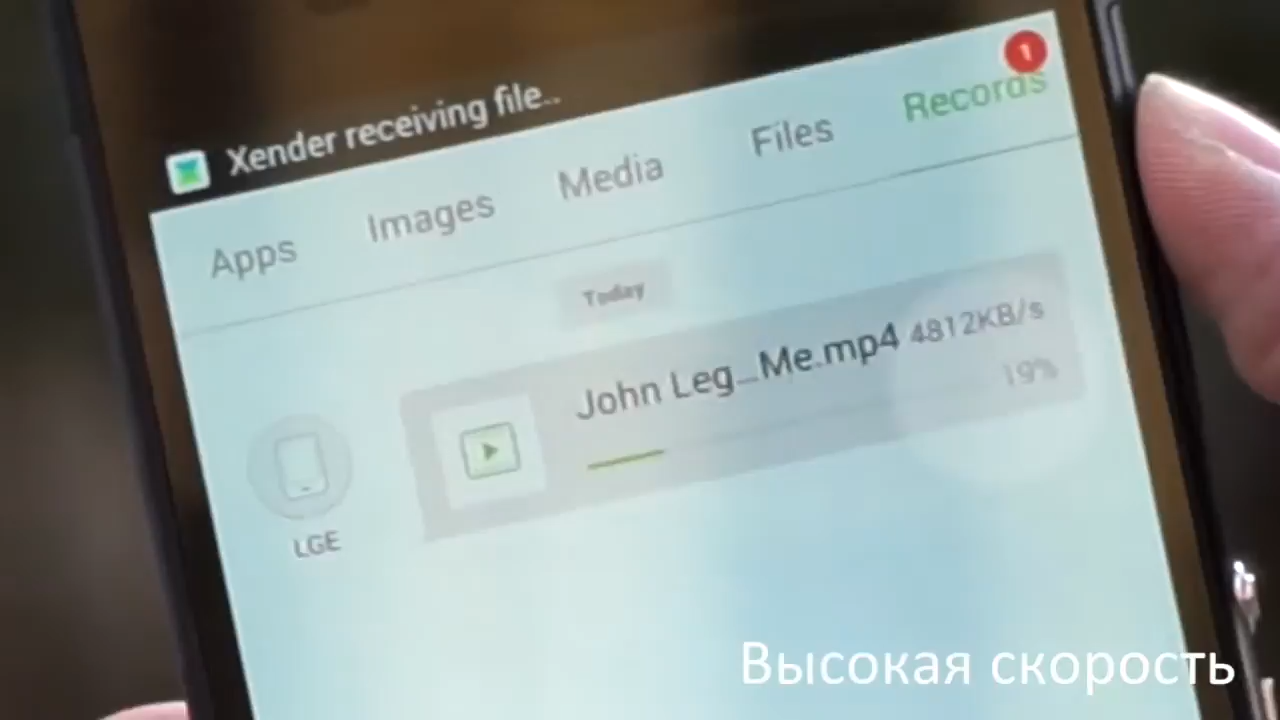 Xender receiving file..
1
Apps Images Media Files Records
Today
John Leg...Me.mp4 4812KB/s
19%
LGE
Высокая скорость